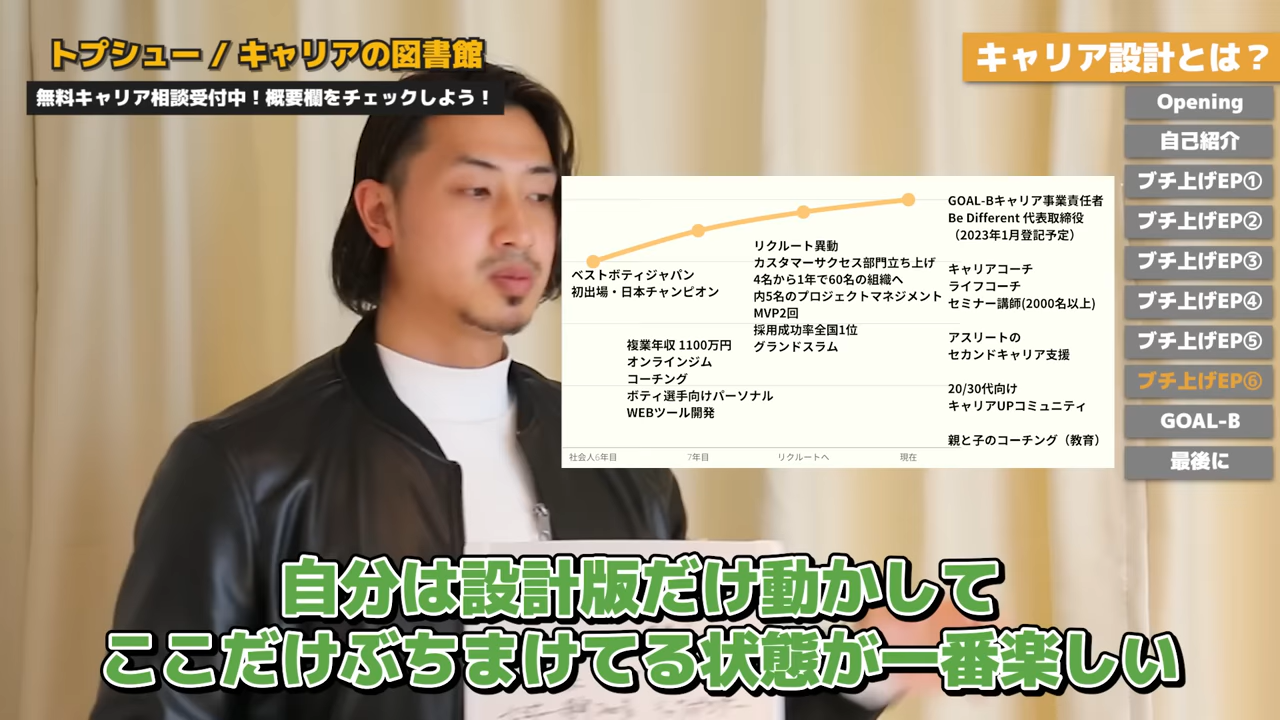 トプシュー / キャリアの図書館
無料キャリア相談受付中！概要欄をチェックしよう！
キャリア設計とは？
Opening
自己紹介
ブチ上げEP①
ブチ上げEP②
ブチ上げEP③
ブチ上げEP④
ブチ上げEP⑤
ブチ上げEP⑥
GOAL-B
最後に
ベストボティジャパン
初出場・日本チャンピオン
複業年収 1100万円
オンラインジム
コーチング
ボティ選手向けパーソナル
WEBツール開発
リクルート異動
カスタマーサクセス部門立ち上げ
4名から1年で60名の組織へ
内5名のプロジェクトマネジメント
MVP2回
採用成功率全国1位
グランドスラム
GOAL-Bキャリア事業責任者
Be Different 代表取締役
（2023年1月登記予定）
キャリアコーチ
ライフコーチ
セミナー講師(2000名以上)
アスリートの
セカンドキャリア支援
20/30代向け
キャリアUPコミュニティ
親と子のコーチング（教育）
社会人6年目
7年目
リクルートへ
現在
自分は設計版だけ動かして
ここだけぶちまけてる状態が一番楽しい